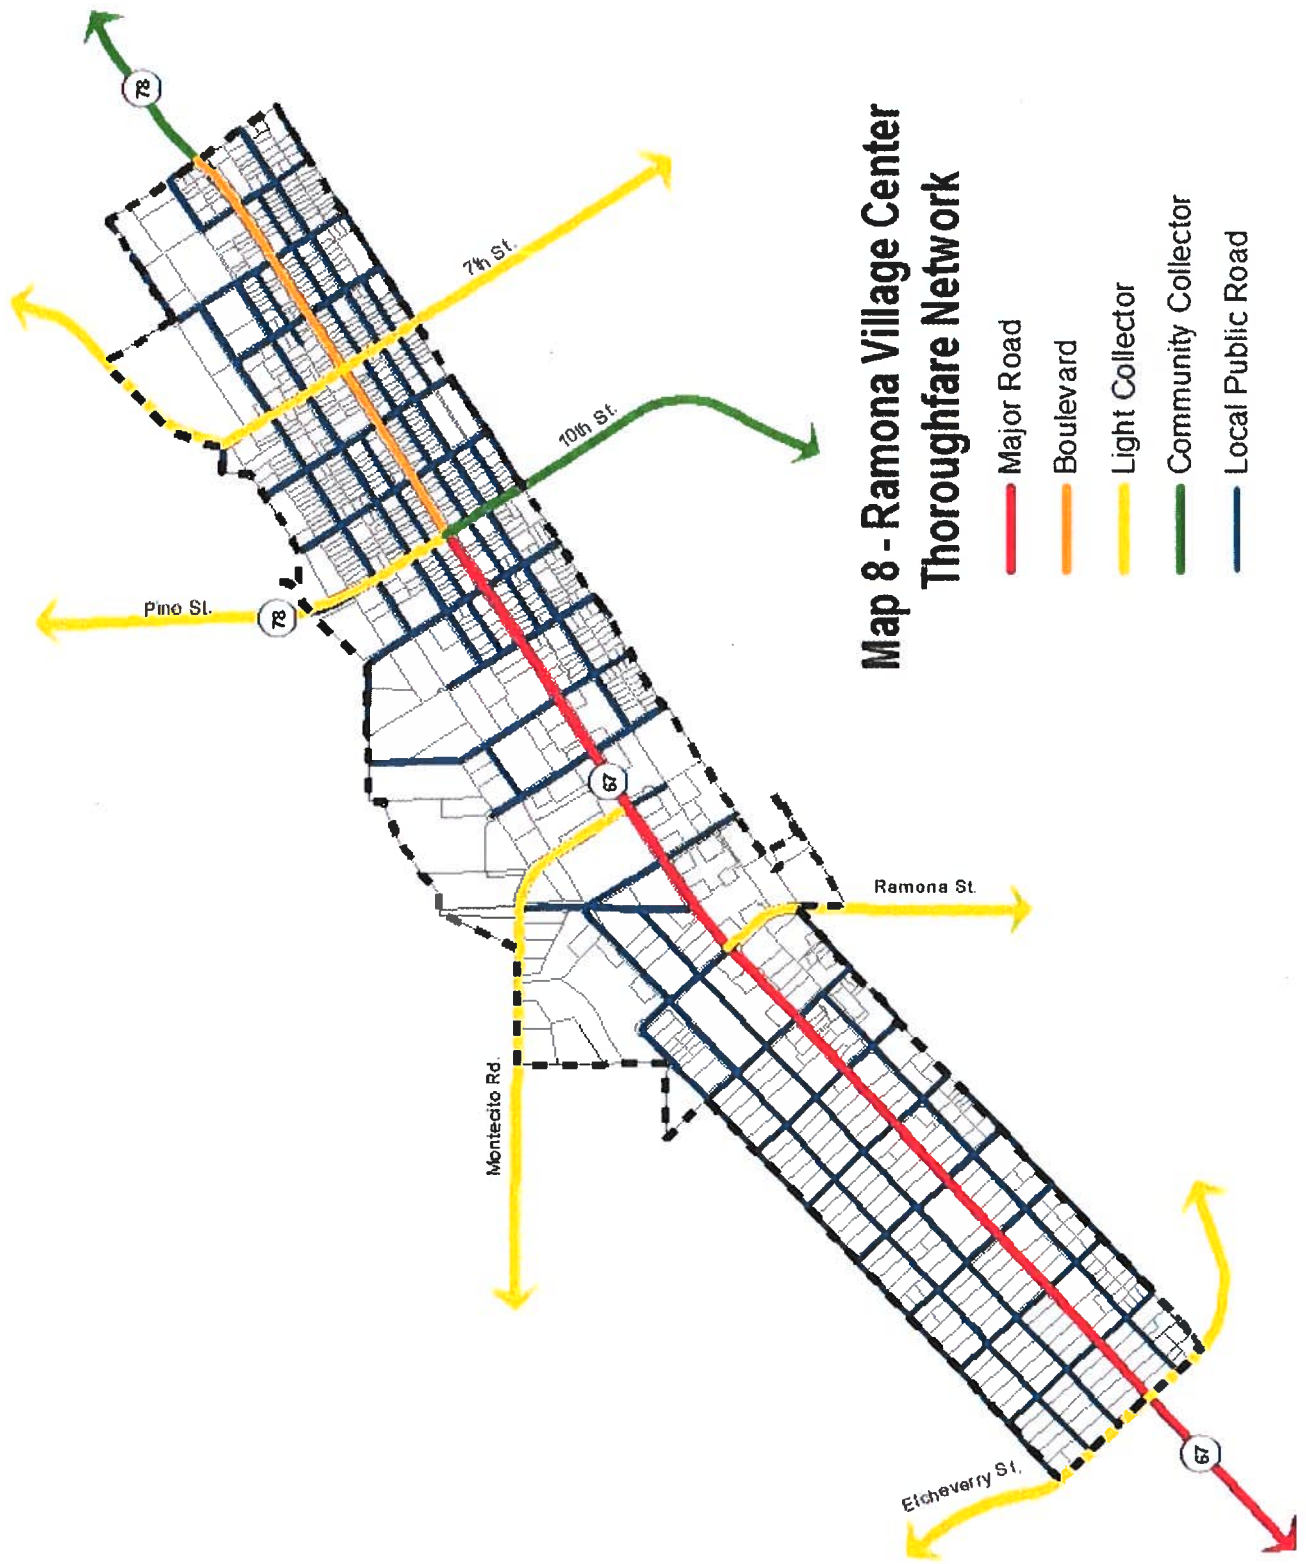 Map 8 - Ramona Village Center
Thoroughfare Network
Major Road
Boulevard
Light Collector
Community Collector
Local Public Road
78
7th St.
10th St.
Pine St.
78
67
Ramona St.
Montecito Rd.
Etcheverry St.
67